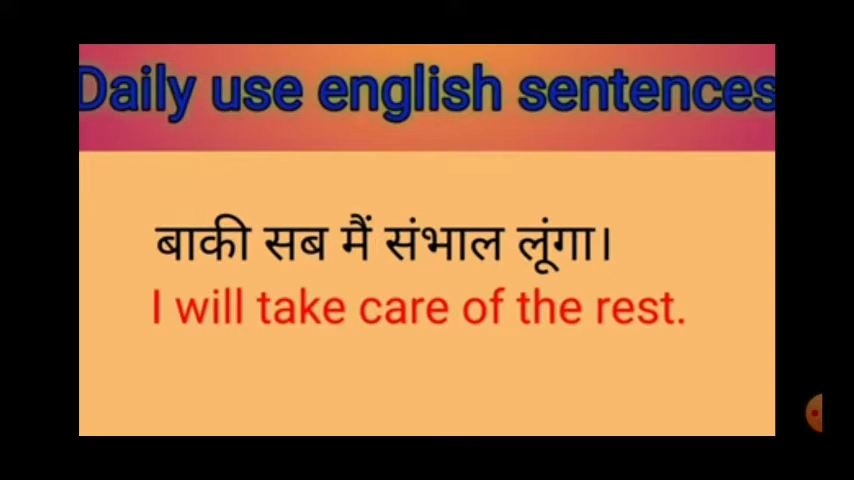 Daily use english sentences
बाकी सब मैं संभाल लूंगा।
I will take care of the rest.